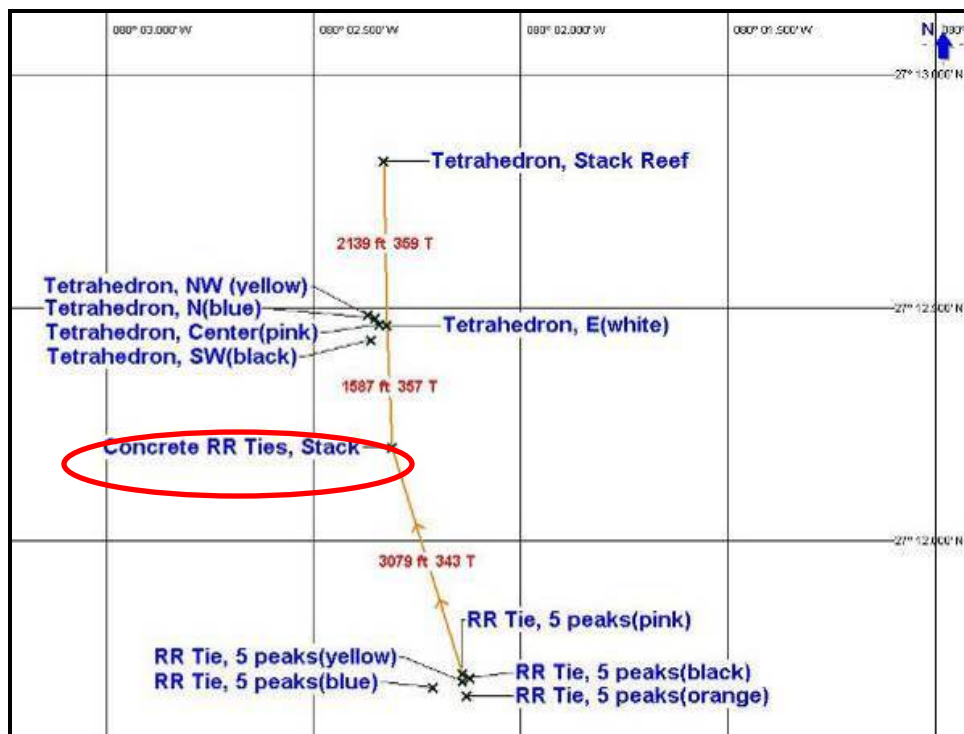 080° 03.000' W
080° 02.500' W
080° 02.000' W
080° 01.500' W
N
080°
27° 13.000' N
Tetrahedron, Stack Reef
2139 ft 359 T
Tetrahedron, NW (yellow)
Tetrahedron, N(blue)
27° 12.500' N
Tetrahedron, Center(pink)
Tetrahedron, E(white)
Tetrahedron, SW(black)
1587 ft 357 T
Concrete RR Ties, Stack
27° 12.000' N
3079 ft 343 T
RR Tie, 5 peaks(pink)
RR Tie, 5 peaks(yellow)
RR Tie, 5 peaks(black)
RR Tie, 5 peaks(blue)
RR Tie, 5 peaks(orange)